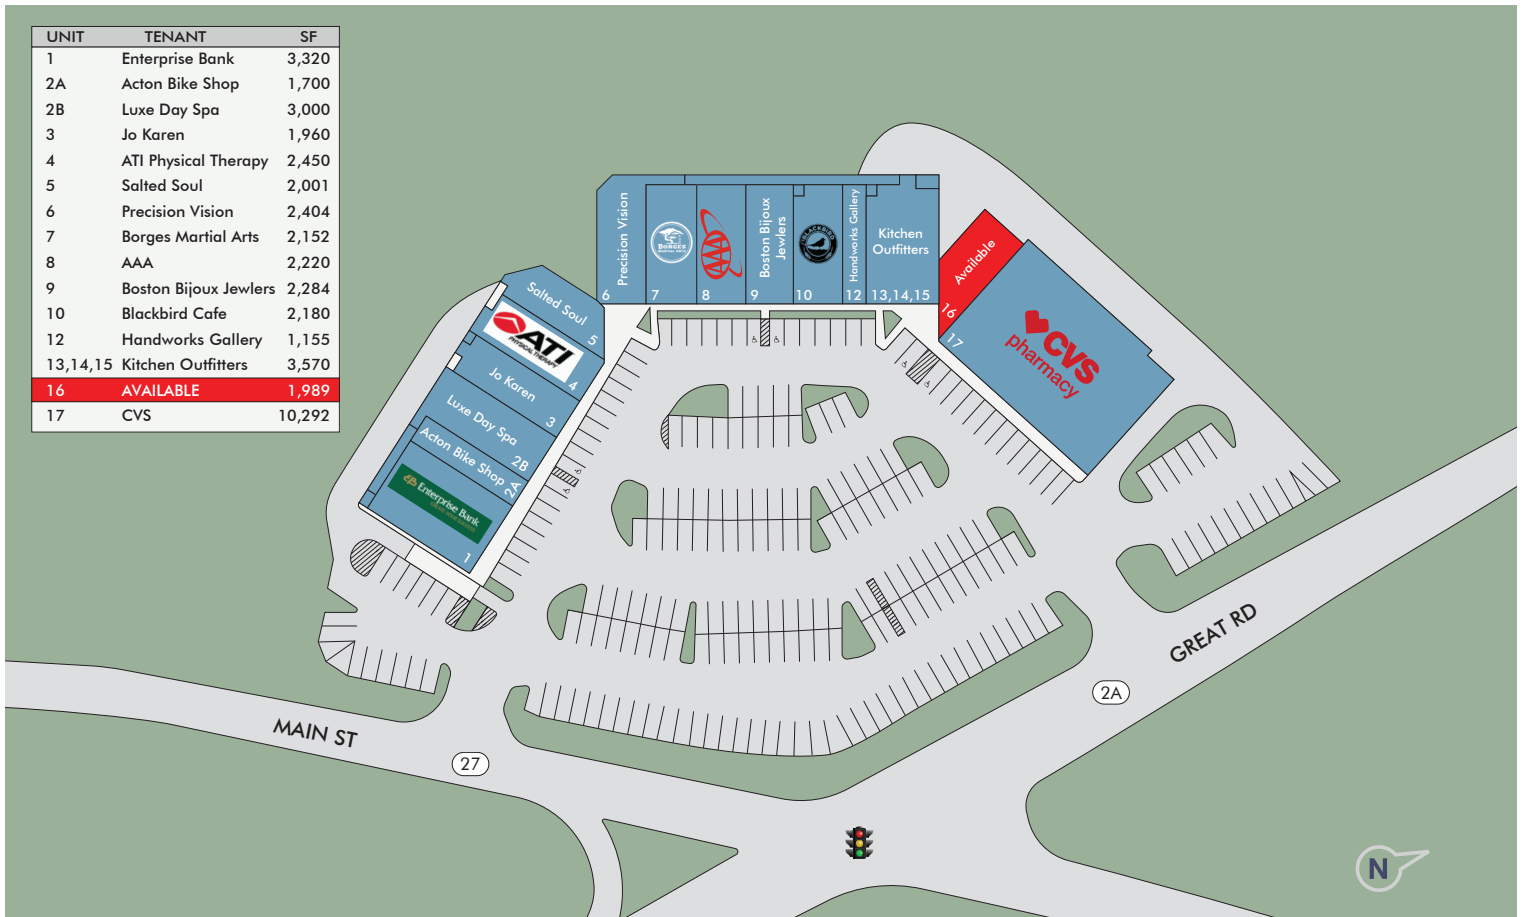 UNIT TENANT SF
1 Enterprise Bank 3,320
2A Acton Bike Shop 1,700
2B Luxe Day Spa 3,000
3 Jo Karen 1,960
4 ATI Physical Therapy 2,450
5 Salted Soul 2,001
6 Precision Vision 2,404
7 Borges Martial Arts 2,152
8 AAA 2,220
9 Boston Bijoux Jewlers 2,284
10 Blackbird Cafe 2,180
12 Handworks Gallery 1,155
13,14,15 Kitchen Outfitters 3,570
16 AVAILABLE 1,989
17 CVS 10,292
Precision Vision
6
BORGES
MARTIAL ARTS
7
AAA
8
Boston Bijoux
Jewlers
9
BLACKBIRD
10
Handworks Gallery
12
Kitchen
Outfitters
13,14,15
Available
16
17
CVS
pharmacy
Salted Soul
5
ATI
PHYSICAL THERAPY
4
Jo Karen
3
Luxe Day Spa
2B
Acton Bike Shop
2A
EB Enterprise Bank
1
GREAT RD
2A
MAIN ST
27
N